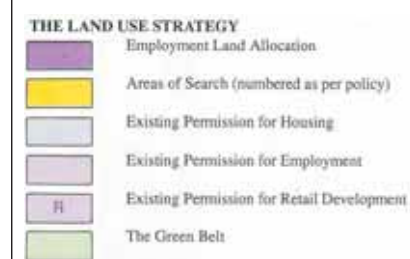 THE LAND USE STRATEGY
Employment Land Allocation
Areas of Search (numbered as per policy)
Existing Permission for Housing
Existing Permission for Employment
R Existing Permission for Retail Development
The Green Belt